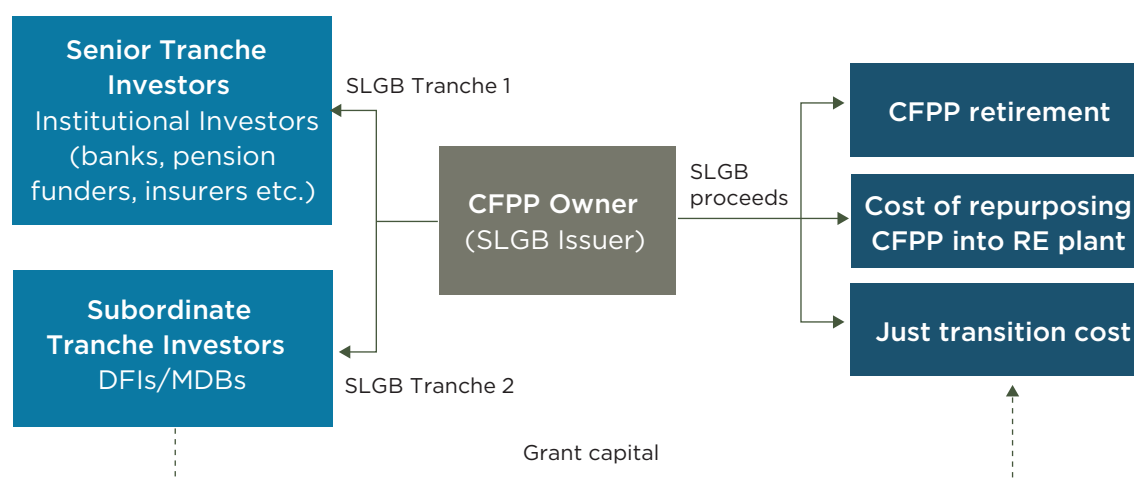 Senior Tranche
Investors
Institutional Investors
(banks, pension
funders, insurers etc.)
SLGB Tranche 1
Subordinate
Tranche Investors
DFIs/MDBs
SLGB Tranche 2
CFPP Owner
(SLGB Issuer)
SLGB
proceeds
CFPP retirement
Cost of repurposing
CFPP into RE plant
Just transition cost
Grant capital